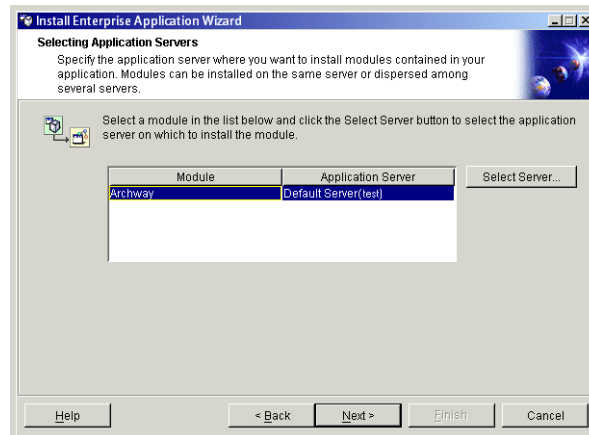 Install Enterprise Application Wizard
Selecting Application Servers
Specify the application server where you want to install modules contained in your
application. Modules can be installed on the same server or dispersed among
several servers.
Select a module in the list below and click the Select Server button to select the application
server on which to install the module.
Module Application Server Select Server...
Archway Default Server(test)
Help < Back Next > Finish Cancel